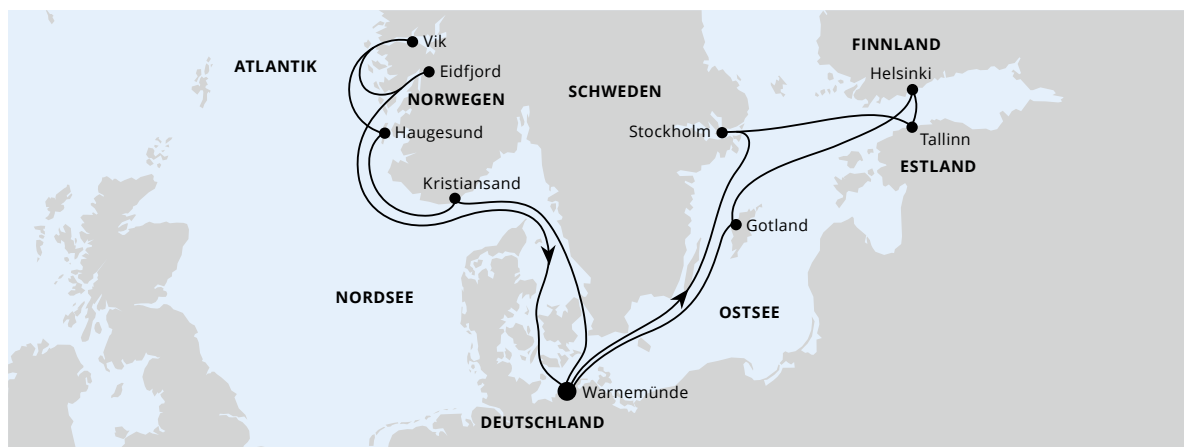 Vik
FINNLAND
ATLANTIK
Eidfjord
Helsinki
SCHWEDEN
NORWEGEN
Haugesund
Stockholm
Tallinn
ESTLAND
Kristiansand
Gotland
NORDSEE
OSTSEE
Warnemünde
DEUTSCHLAND